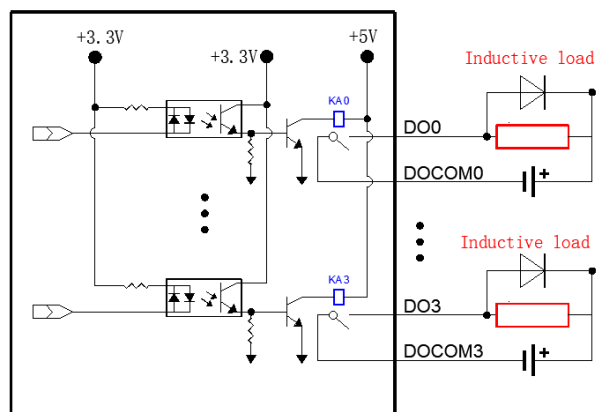 +3.3V
+3.3V
+5V
Inductive load
KA0
DO0
DOCOM0
+
Inductive load
KA3
DO3
DOCOM3
+